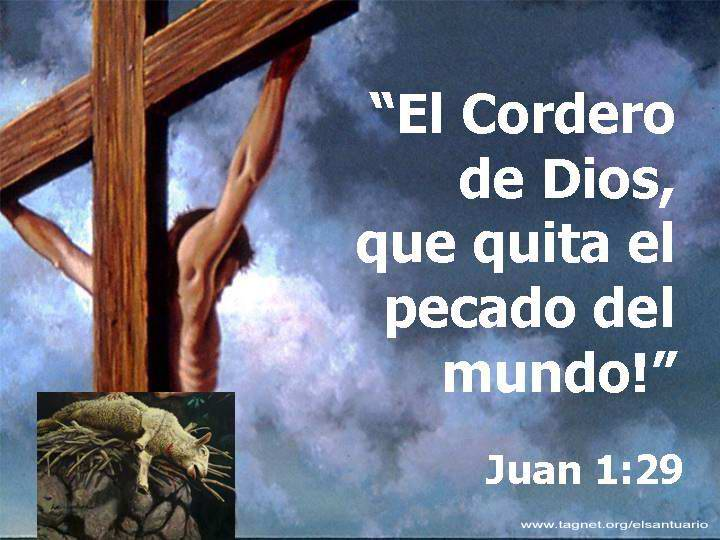 “El Cordero
de Dios,
que quita el
pecado del
mundo!”
Juan 1:29
www.tagnet.org/elsantuario